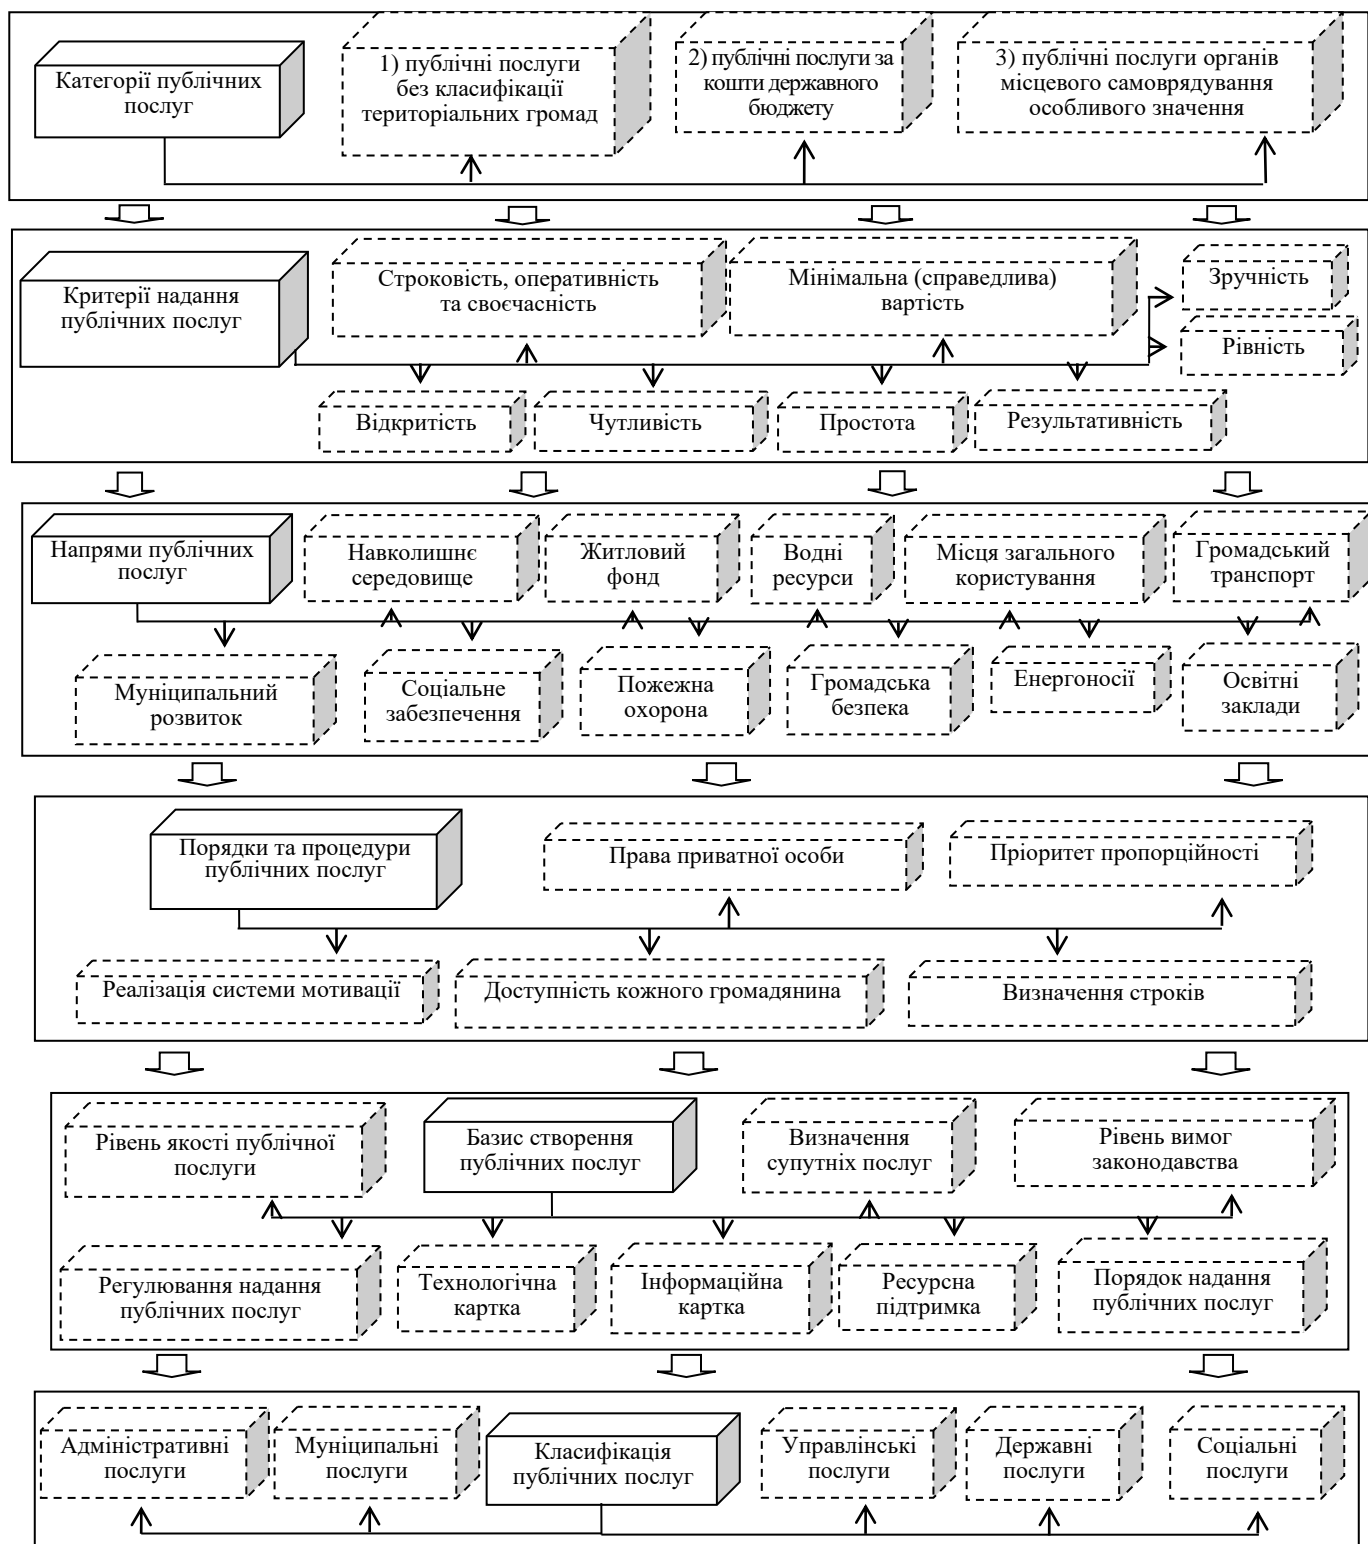 Категорії публічних
послуг
1) публічні послуги
без класифікації
територіальних громад
2) публічні послуги за
кошти державного
бюджету
3) публічні послуги органів
місцевого самоврядування
особливого значення
Критерії надання
публічних послуг
Строковість, оперативність
та своєчасність
Мінімальна (справедлива)
вартість
Зручність
Рівність
Відкритість
Чутливість
Простота
Результативність
Напрями публічних
послуг
Навколишнє
середовище
Житловий
фонд
Водні
ресурси
Місця загального
користування
Громадський
транспорт
Муніципальний
розвиток
Соціальне
забезпечення
Пожежна
охорона
Громадська
безпека
Енергоносії
Освітні
заклади
Порядки та процедури
публічних послуг
Права приватної особи
Пріоритет пропорційності
Реалізація системи мотивації
Доступність кожного громадянина
Визначення строків
Рівень якості публічної
послуги
Базис створення
публічних послуг
Визначення
супутніх послуг
Рівень вимог
законодавства
Регулювання надання
публічних послуг
Технологічна
картка
Інформаційна
картка
Ресурсна
підтримка
Порядок надання
публічних послуг
Адміністративні
послуги
Муніципальні
послуги
Класифікація
публічних послуг
Управлінські
послуги
Державні
послуги
Соціальні
послуги